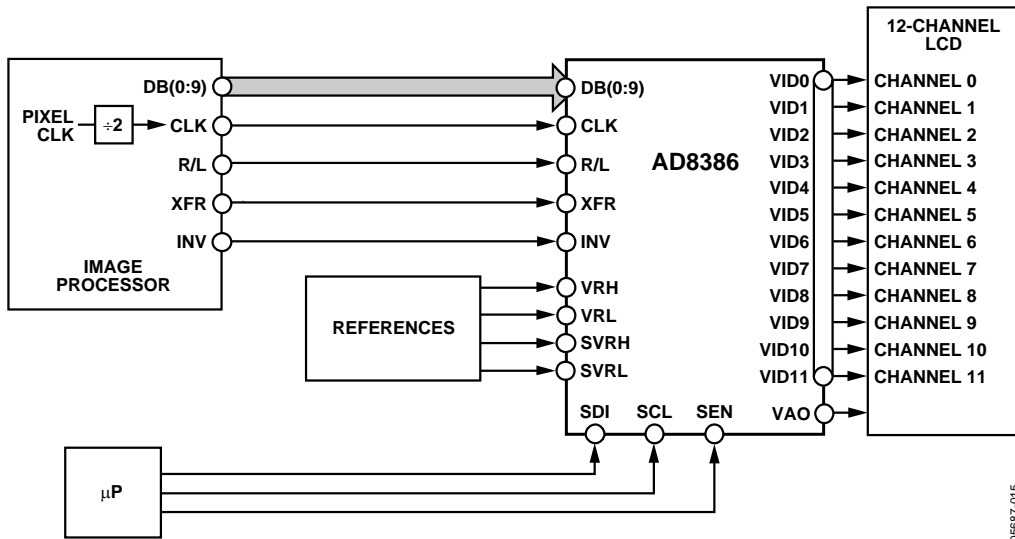 12-CHANNEL
LCD
DB(0:9)
PIXEL
CLK
÷2
CLK
R/L
XFR
INV
IMAGE
PROCESSOR
REFERENCES
DB(0:9)
CLK
R/L
XFR
INV
VRH
VRL
SVRH
SVRL
AD8386
SDI
SCL
SEN
VID0
VID1
VID2
VID3
VID4
VID5
VID6
VID7
VID8
VID9
VID10
VID11
VAO
CHANNEL 0
CHANNEL 1
CHANNEL 2
CHANNEL 3
CHANNEL 4
CHANNEL 5
CHANNEL 6
CHANNEL 7
CHANNEL 8
CHANNEL 9
CHANNEL 10
CHANNEL 11
μP
05687-015